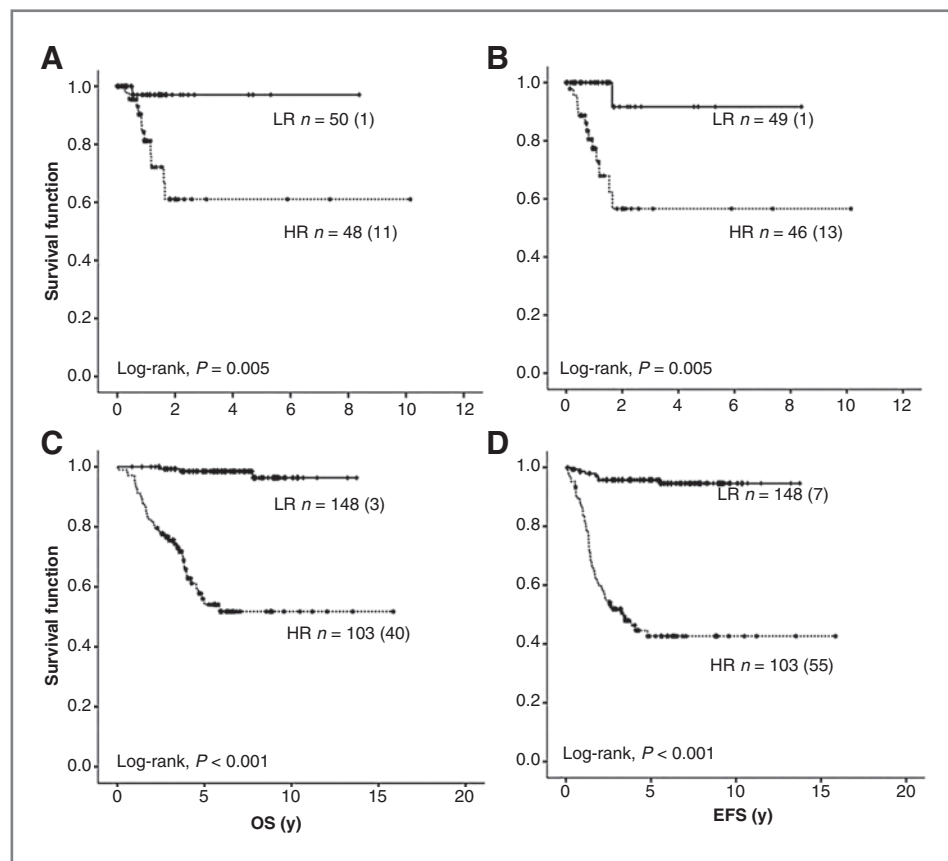 A
Survival function
1.0
0.8
0.6
0.4
0.2
0.0
LR n = 50 (1)
HR n = 48 (11)
Log-rank, P = 0.005
0 2 4 6 8 10 12
B
1.0
0.8
0.6
0.4
0.2
0.0
LR n = 49 (1)
HR n = 46 (13)
Log-rank, P = 0.005
0 2 4 6 8 10 12
C
Survival function
1.0
0.8
0.6
0.4
0.2
0.0
LR n = 148 (3)
HR n = 103 (40)
Log-rank, P < 0.001
0 5 10 15 20
OS (y)
D
1.0
0.8
0.6
0.4
0.2
0.0
LR n = 148 (7)
HR n = 103 (55)
Log-rank, P < 0.001
0 5 10 15 20
EFS (y)